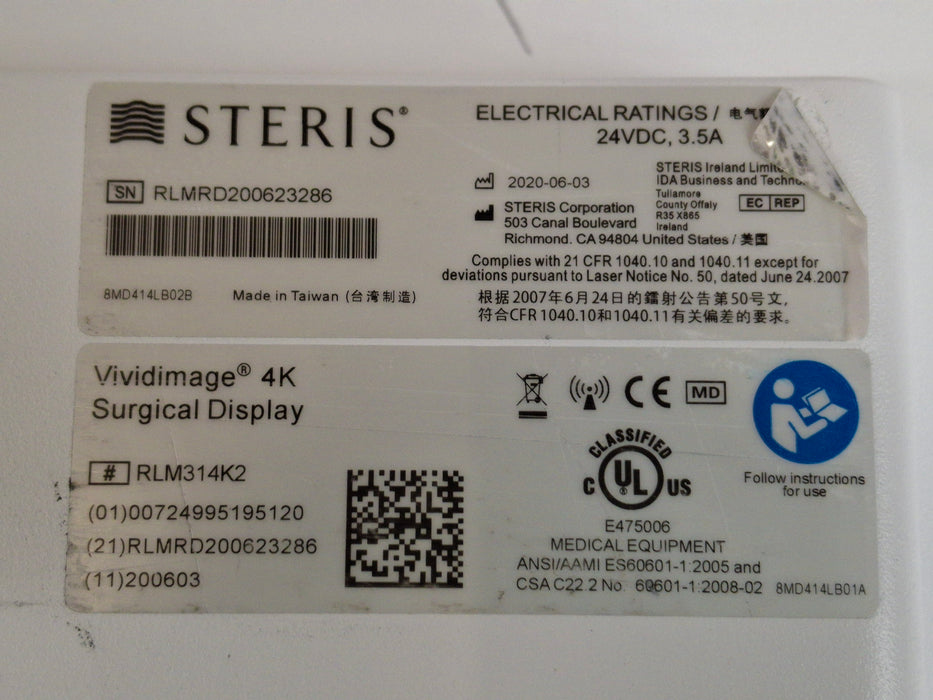 STERIS®
SN RLMRD200623286
8MD414LB02B Made in Taiwan (台湾制造)
ELECTRICAL RATINGS / 电气
24VDC, 3.5A
2020-06-03
STERIS Corporation
503 Canal Boulevard
Richmond, CA 94804 United States / 美国
STERIS Ireland
IDA Business and
Tullamore
County Offaly
R35 X865
Ireland
EC REP
Complies with 21 CFR 1040.10 and 1040.11 except for
deviations pursuant to Laser Notice No. 50, dated June 24.2007
根据2007年6月24日的鐳射公告第50号文,
符合CFR 1040.10和1040.11有关偏差的要求。
Vividimage® 4K
Surgical Display
# RLM314K2
(01)00724995195120
(21)RLMRD200623286
(11)200603
CE MD
CLASSIFIED
C UL® US
E475006
MEDICAL EQUIPMENT
ANSI/AAMI ES60601-1:2005 and
CSA C22.2 No. 60601-1:2008-02
8MD414LB01A
Follow instructions
for use